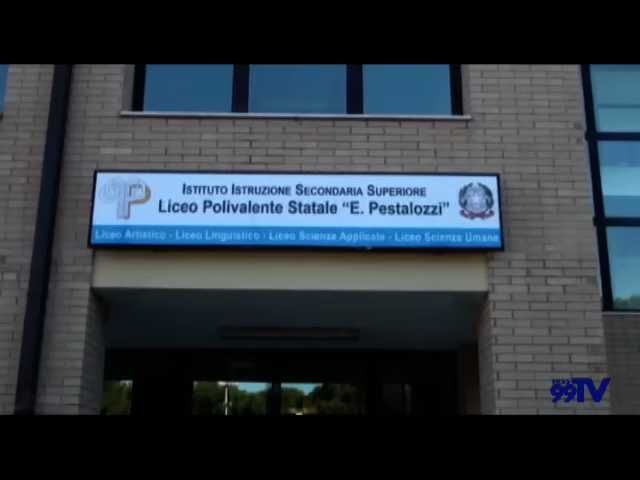 ISTITUTO ISTRUZIONE SECONDARIA SUPERIORE
Liceo Polivalente Statale "E. Pestalozzi"
Liceo Artistico - Liceo Linguistico - Liceo Scienze Applicate - Liceo Scienze Umane
99TV